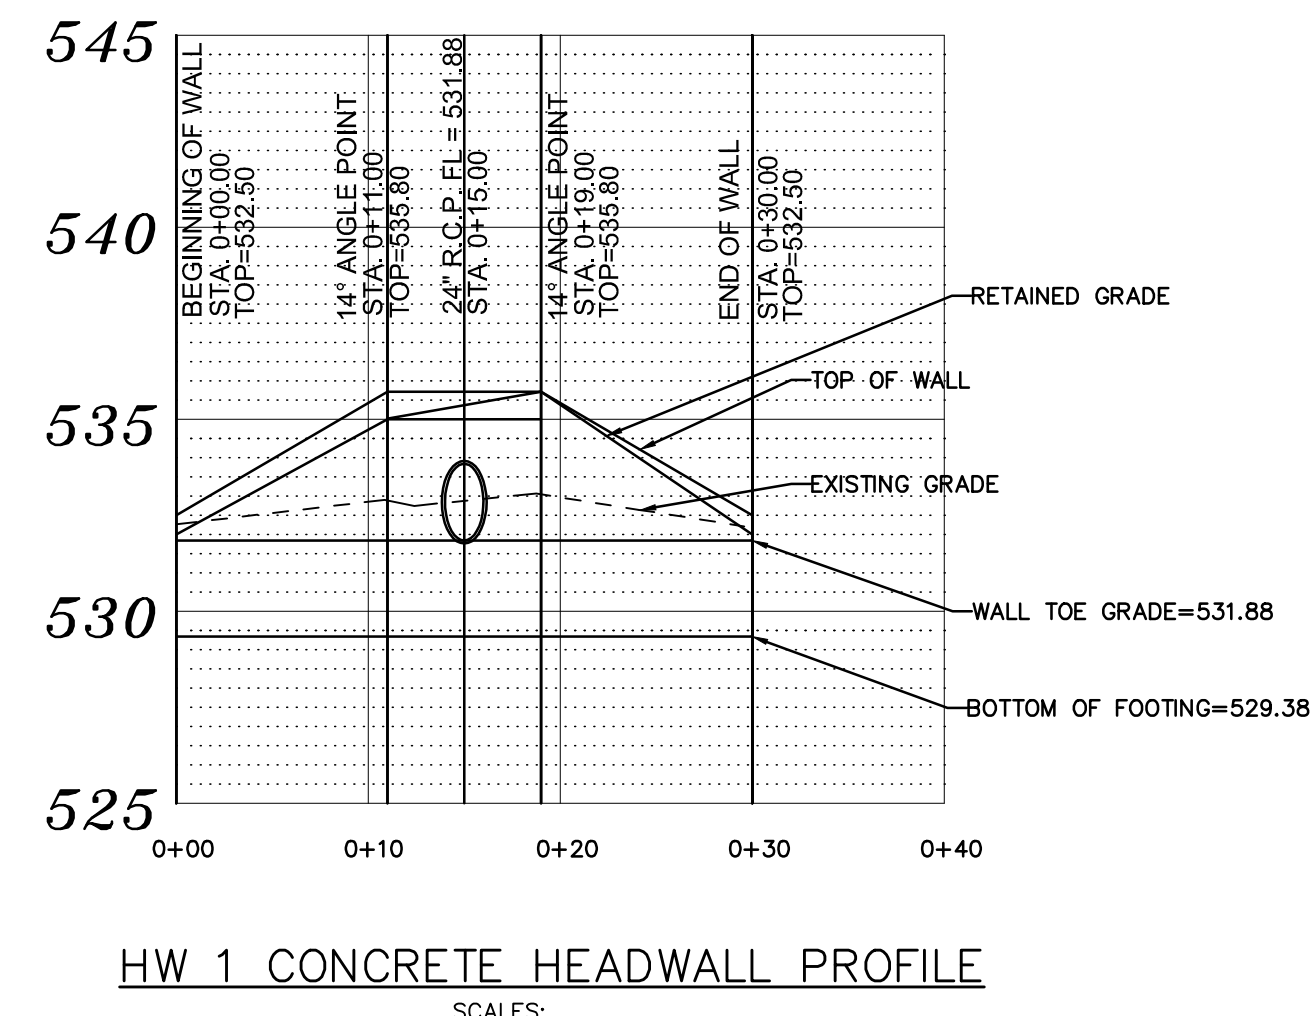 545
540
535
530
525
BEGINNING OF WALL
STA. 0+00.00
TOP=532.50
14° ANGLE POINT
STA. 0+11.00
TOP=535.80
24" R.C.P. FL = 531.88
STA. 0+15.00
14° ANGLE POINT
STA. 0+19.00
TOP=535.80
END OF WALL
STA. 0+30.00
TOP=532.50
RETAINED GRADE
TOP OF WALL
EXISTING GRADE
WALL TOE GRADE=531.88
BOTTOM OF FOOTING=529.38
0+00 0+10 0+20 0+30 0+40
HW 1 CONCRETE HEADWALL PROFILE
SCALES: